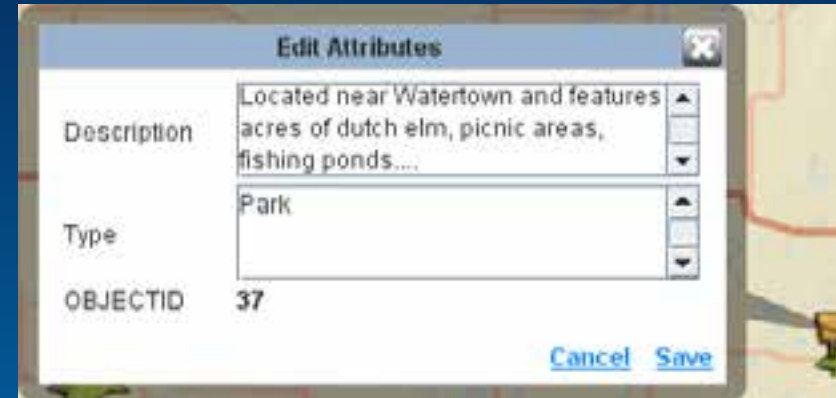 Edit Attributes
Description
Located near Watertown and features
acres of dutch elm, picnic areas,
fishing ponds....
Type
Park
OBJECTID 37
Cancel Save